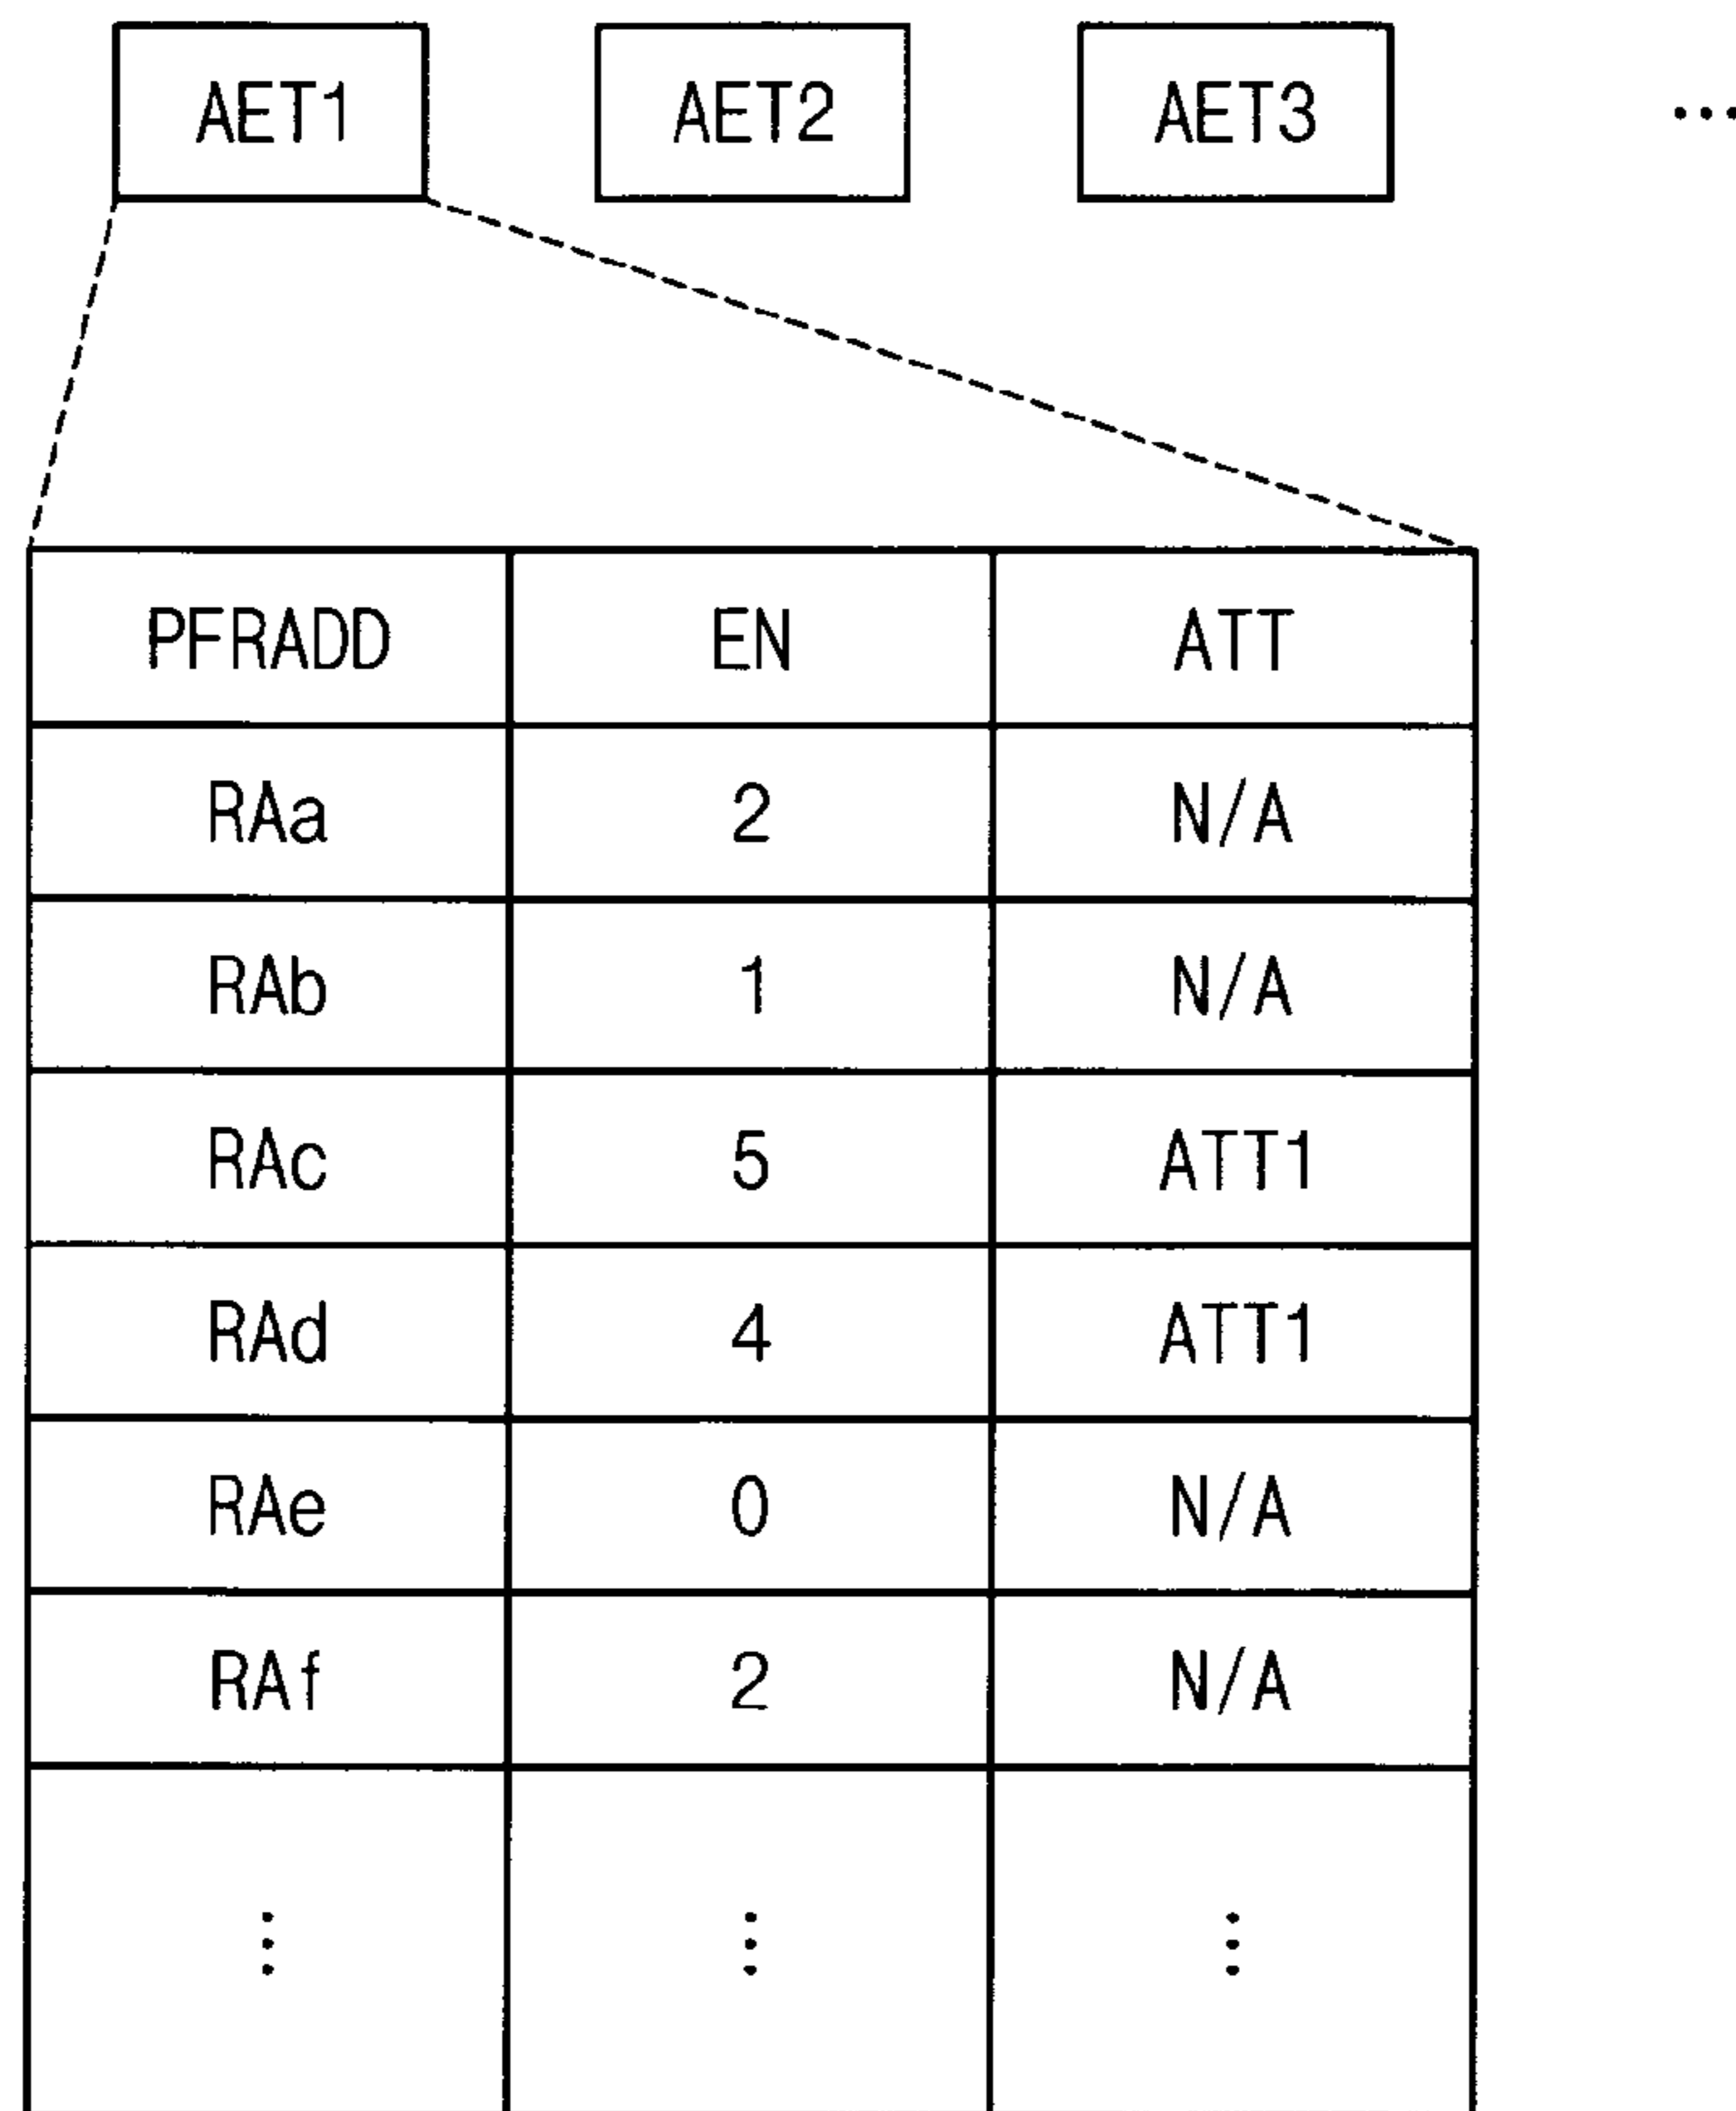 AET1 AET2 AET3 ...
PFRADD EN ATT
RAa 2 N/A
RAb 1 N/A
RAc 5 ATT1
RAd 4 ATT1
RAe 0 N/A
RAf 2 N/A
⋮ ⋮ ⋮